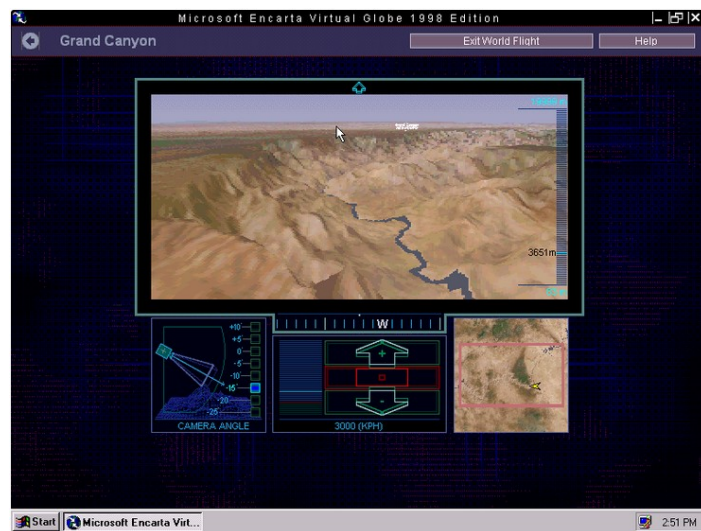 Microsoft Encarta Virtual Globe 1998 Edition
Grand Canyon
Exit World Flight
Help
3651m
W
+10°
+5°
0°
-5°
-10°
-15°
-20°
-25°
+
-
CAMERA ANGLE
3000 (KPH)
Start
Microsoft Encarta Virt...
2:51 PM